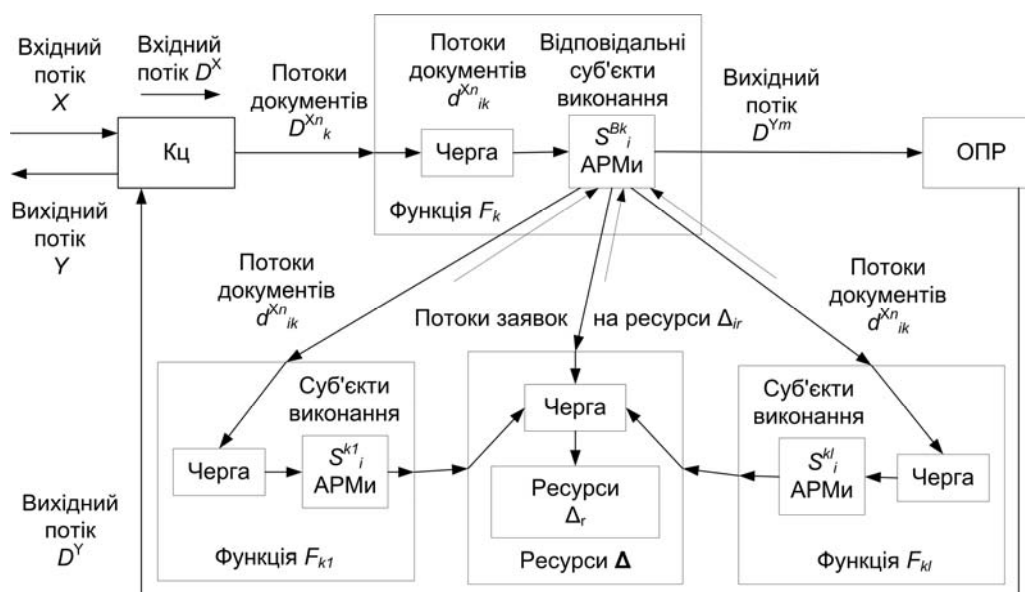 Вхідний
потік
X
Вхідний
потік D^X
Потоки
документів
D^Xn_k
Потоки
документів
d^Xn_ik
Відповідальні
суб'єкти
виконання
Вихідний
потік
D^Ym
Кц
Черга
S^Bk_i
АРМи
ОПР
Функція F_k
Вихідний
потік
Y
Потоки
документів
d^Xn_ik
Потоки заявок на ресурси Δ_ir
Потоки
документів
d^Xn_ik
Суб'єкти
виконання
Черга
S^k1_i
АРМи
Функція F_k1
Черга
Ресурси
Δ_r
Ресурси Δ
Суб'єкти
виконання
S^kl_i
АРМи
Черга
Функція F_kl
Вихідний
потік
D^Y